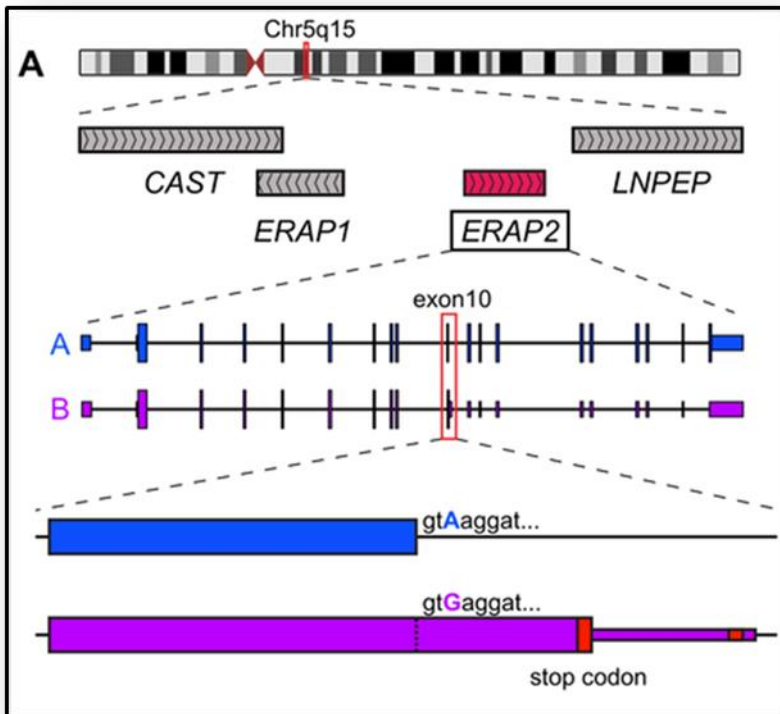 Chr5q15
A
CAST
LNPEP
ERAP1
ERAP2
exon10
A
B
gtAaggat...
gtGaggat...
stop codon